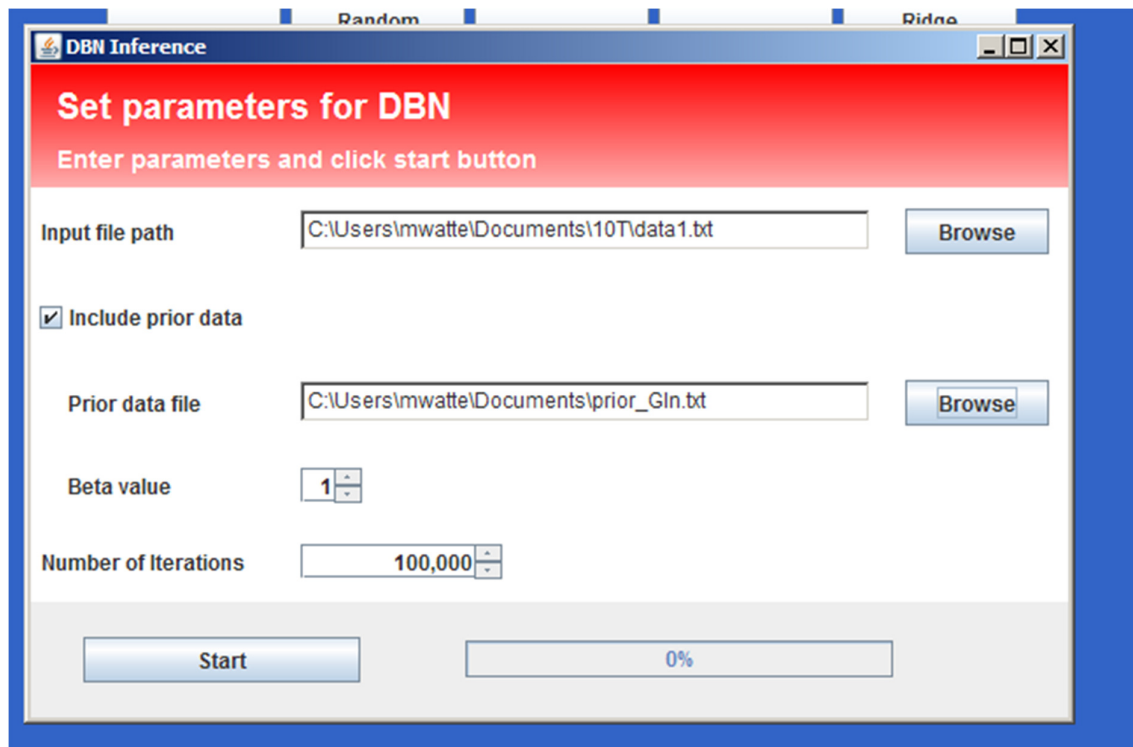 Random
Ridge
DBN Inference
Set parameters for DBN
Enter parameters and click start button
Input file path
C:\Users\mwatte\Documents\10T\data1.txt
Browse
Include prior data
Prior data file
C:\Users\mwatte\Documents\prior_Gln.txt
Browse
Beta value
1
Number of Iterations
100,000
Start
0%